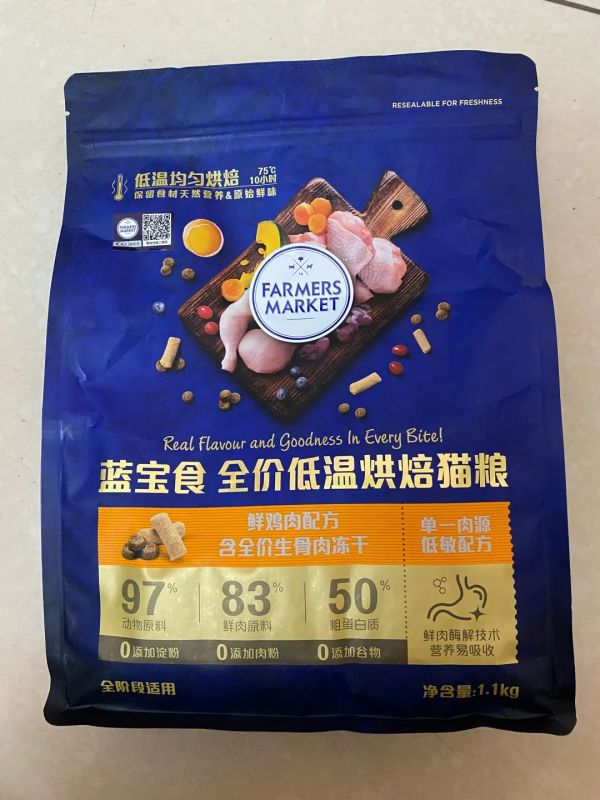 RESEALABLE FOR FRESHNESS
低温均匀烘焙 75℃ 10小时
保留食材天然营养&原始鲜味
FARMERS MARKET
FARMERS
MARKET
Real Flavour and Goodness In Every Bite!
蓝宝食 全价低温烘焙猫粮
鲜鸡肉配方
含全价生骨肉冻干
单一肉源
低敏配方
97% 83% 50%
动物原料 鲜肉原料 粗蛋白质
0添加淀粉 0添加肉粉 0添加谷物
鲜肉酶解技术
营养易吸收
全阶段适用
净含量:1.1kg